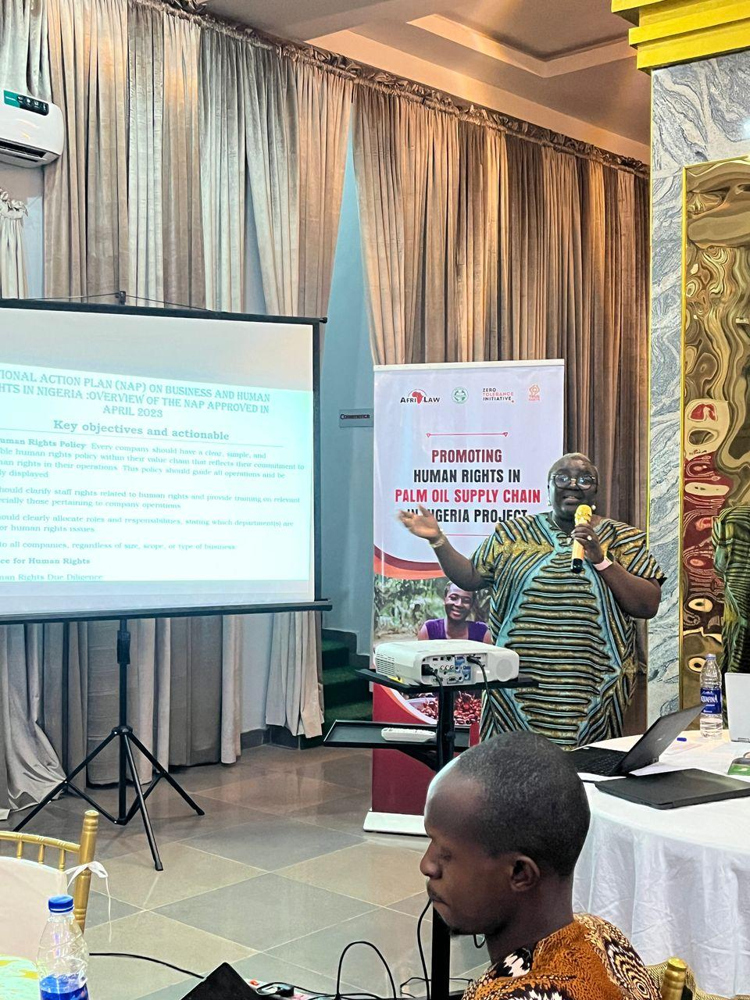 TIONAL ACTION PLAN (NAP) ON BUSINESS AND HUMAN
HTS IN NIGERIA :OVERVIEW OF THE NAP APPROVED IN
APRIL 2023
Key objectives and actionable
uman Rights Policy Every company should have a clear, simple, and
ble human rights policy within their value chain that reflects their commitment to
an rights in their operations This policy should guide all operations and be
ly displayed
hould clarify staff rights related to human rights and provide training on relevant
ecially those pertaining to company operations
hould clearly allocate roles and responsibilities, stating which department(s) are
or human rights issues
to all companies, regardless of size, scope, or type of business
ce for Human Rights
man Rights Due Diligence
AFRILAW
ZERO
TOLERANCE
INITIATIVE
PROMOTING
HUMAN RIGHTS IN
PALM OIL SUPPLY CHAIN
IN NIGERIA PROJECT
AQUAFINA